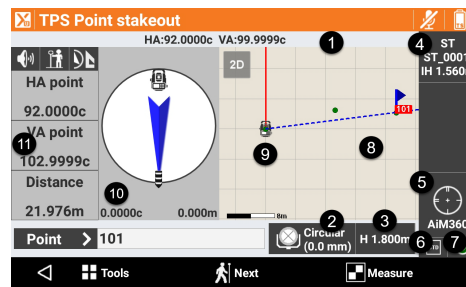 TPS Point stakeout
HA:92.0000c VA:99.9999c
1
4
ST
ST_0001
IH 1.560
2D
HA point
92.0000c
11
VA point
102.9999c
Distance
21.976m
10
0.0000c
0.000m
101
9
8
8m
5
AiM360
Point
101
2
Circular
(0.0 mm)
3
H 1.800m
6
7
Tools
Next
Measure